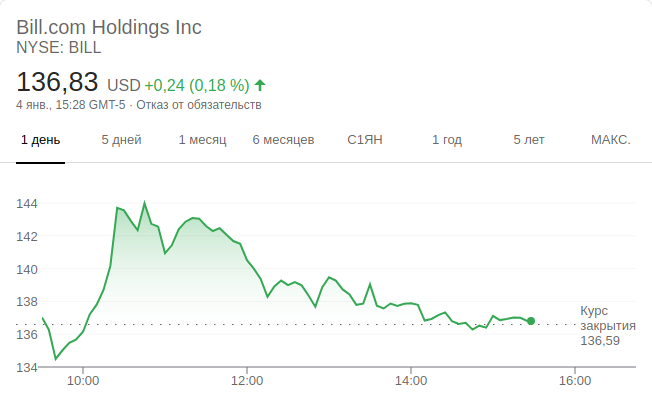 Bill.com Holdings Inc
NYSE: BILL
136,83 USD +0,24 (0,18 %)
4 янв., 15:28 GMT-5 · Отказ от обязательств
1 день 5 дней 1 месяц 6 месяцев С1ЯН 1 год 5 лет МАКС.
144
142
140
138
136
134
Курс
закрытия
136,59
10:00 12:00 14:00 16:00